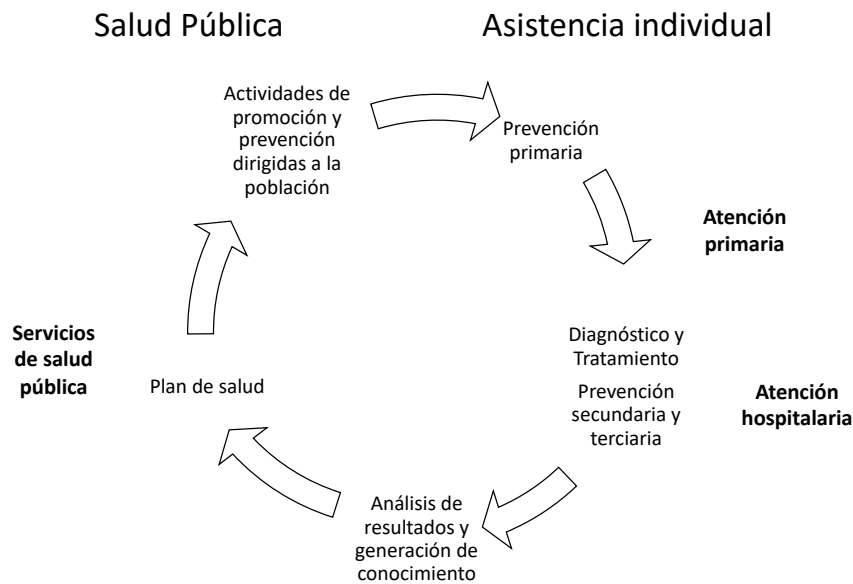 Salud Pública
Asistencia individual
Actividades de
promoción y
prevención
dirigidas a la
población
Prevención
primaria
Atención
primaria
Diagnóstico y
Tratamiento
Prevención
secundaria y
terciaria
Atención
hospitalaria
Análisis de
resultados y
generación de
conocimiento
Plan de salud
Servicios
de salud
pública